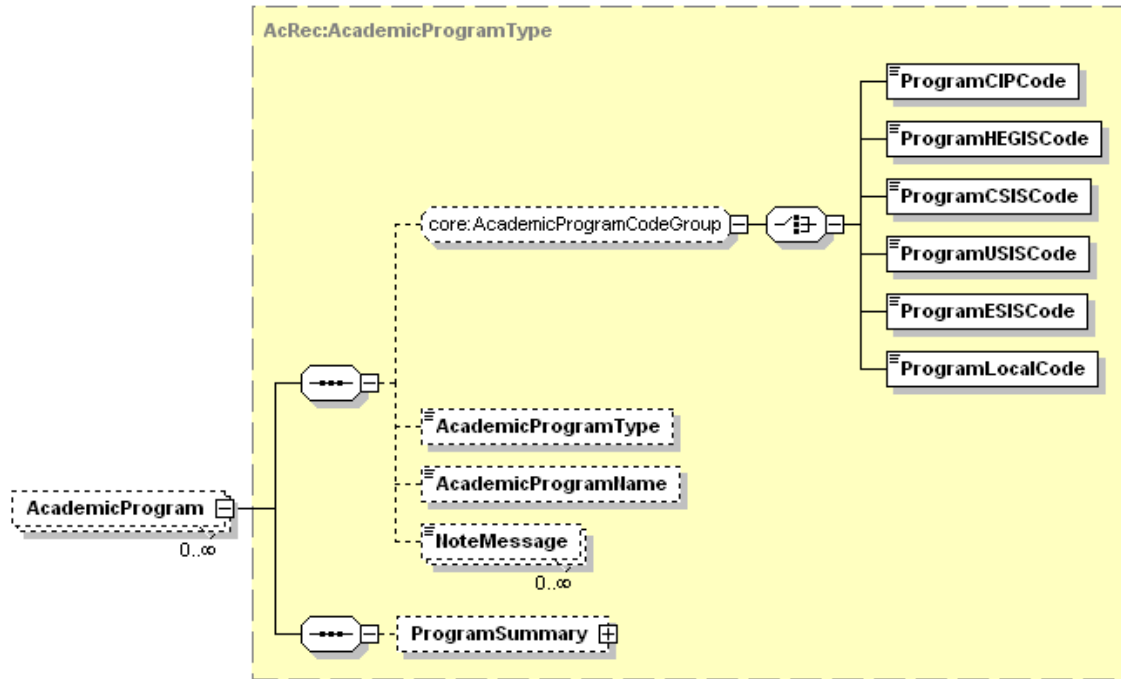 AcRec:AcademicProgramType
ProgramCIPCode
ProgramHEGISCode
ProgramCSISCode
core:AcademicProgramCodeGroup
ProgramUSISCode
ProgramESISCode
ProgramLocalCode
AcademicProgramType
AcademicProgramName
AcademicProgram
0..∞
NoteMessage
0..∞
ProgramSummary